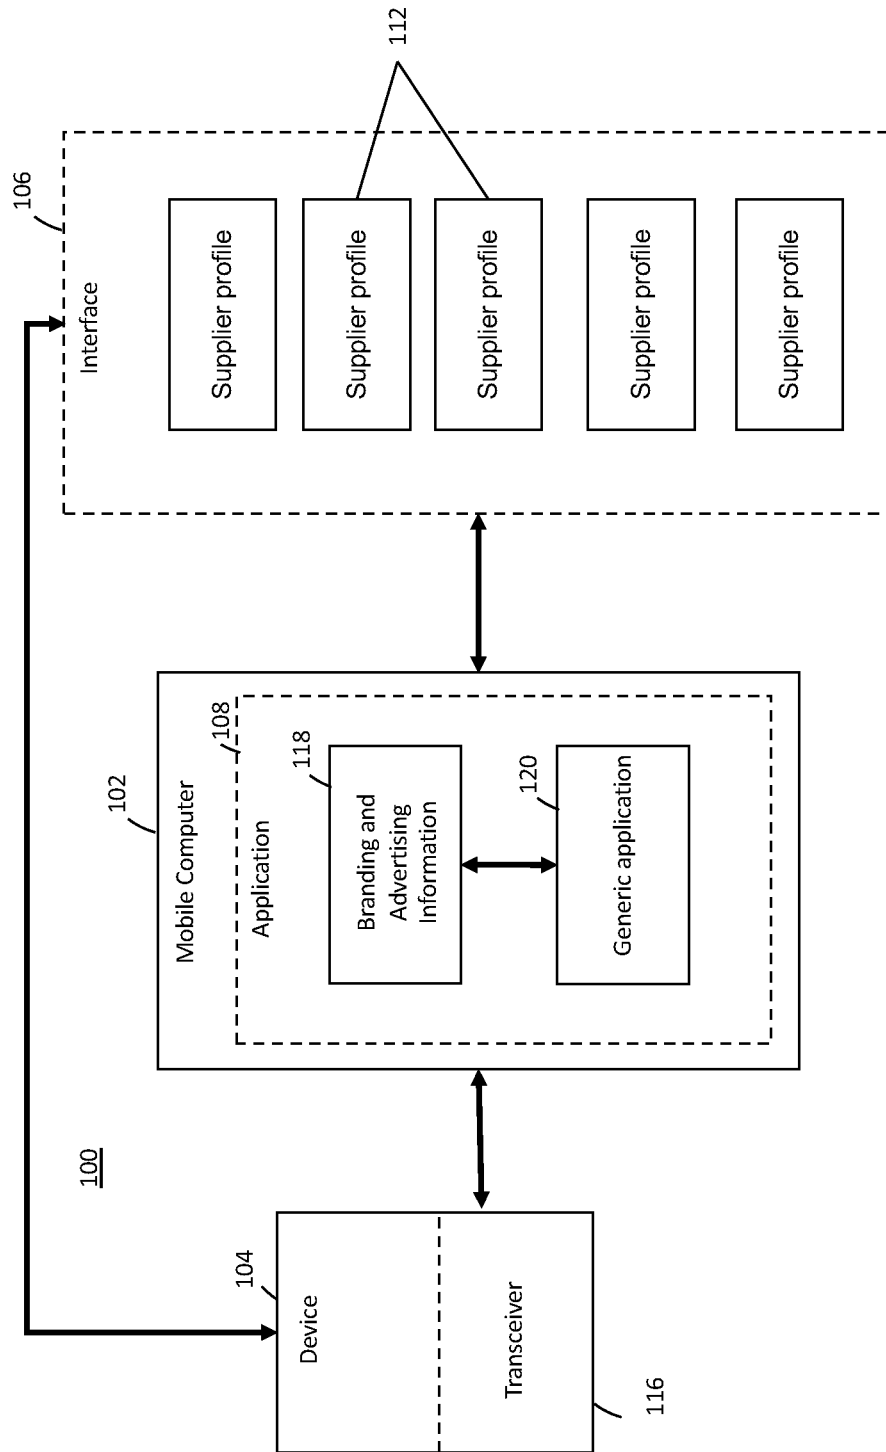 100
104
Device
Transceiver
116
102
Mobile Computer
108
Application
118
Branding and
Advertising
Information
120
Generic application
106
Interface
Supplier profile
Supplier profile
Supplier profile
Supplier profile
Supplier profile
112